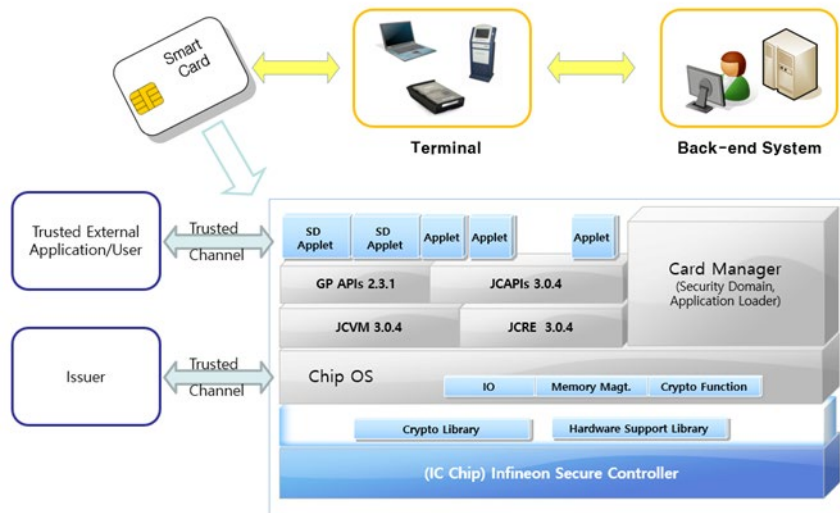 Smart
Card
Terminal
Back-end System
Trusted External
Application/User
Trusted
Channel
SD
Applet
SD
Applet
Applet
Applet
Applet
Card Manager
(Security Domain,
Application Loader)
GP APIs 2.3.1
JCAPIs 3.0.4
JCVM 3.0.4
JCRE 3.0.4
Issuer
Trusted
Channel
Chip OS
IO
Memory Magt.
Crypto Function
Crypto Library
Hardware Support Library
(IC Chip) Infineon Secure Controller